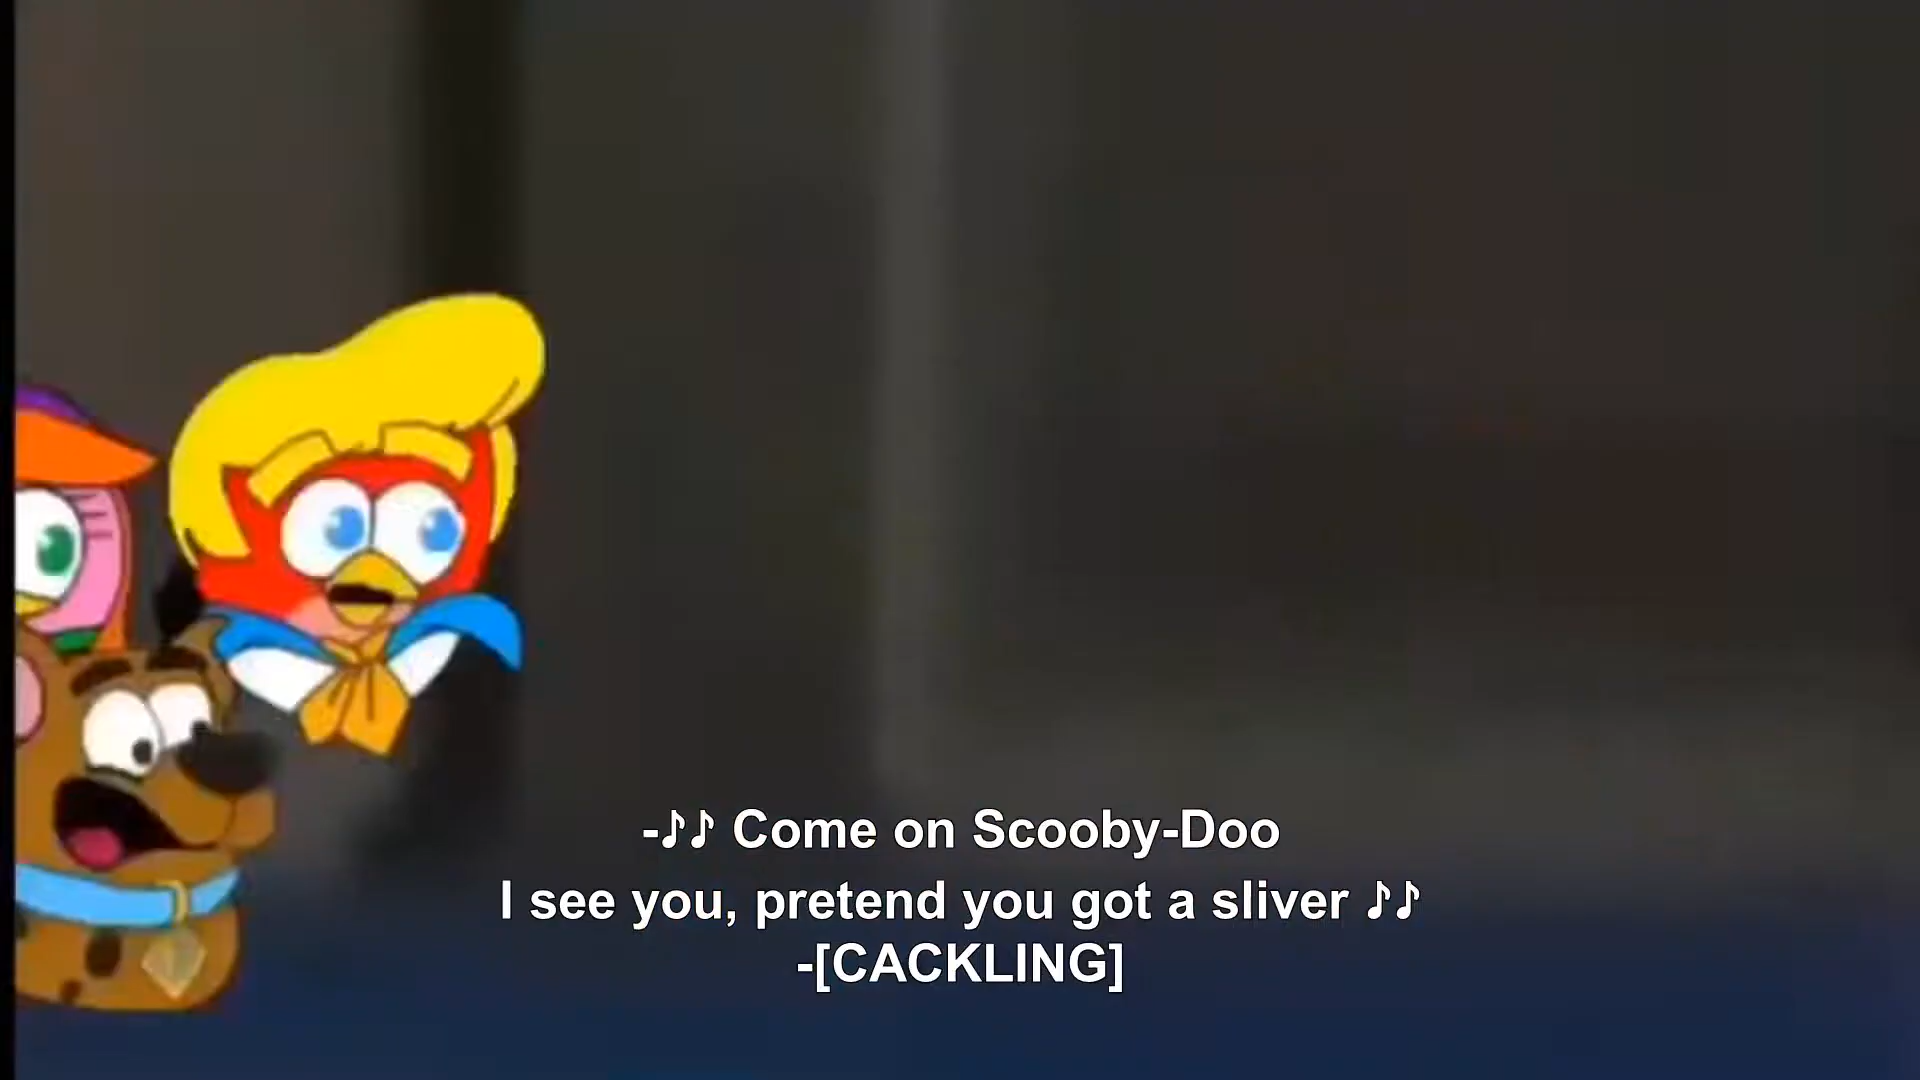 -♪♪ Come on Scooby-Doo
I see you, pretend you got a sliver ♪♪
-[CACKLING]